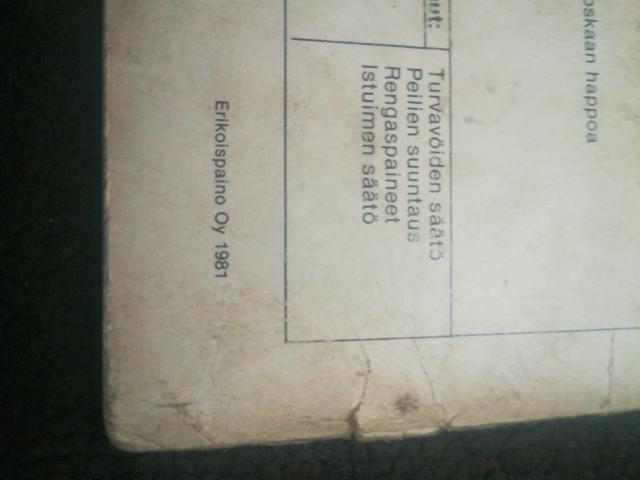 oskaan happoa
ut:
Turvavöiden säätö
Peilien suuntaus
Rengaspaineet
Istuimen säätö
Erikoispaino Oy 1981